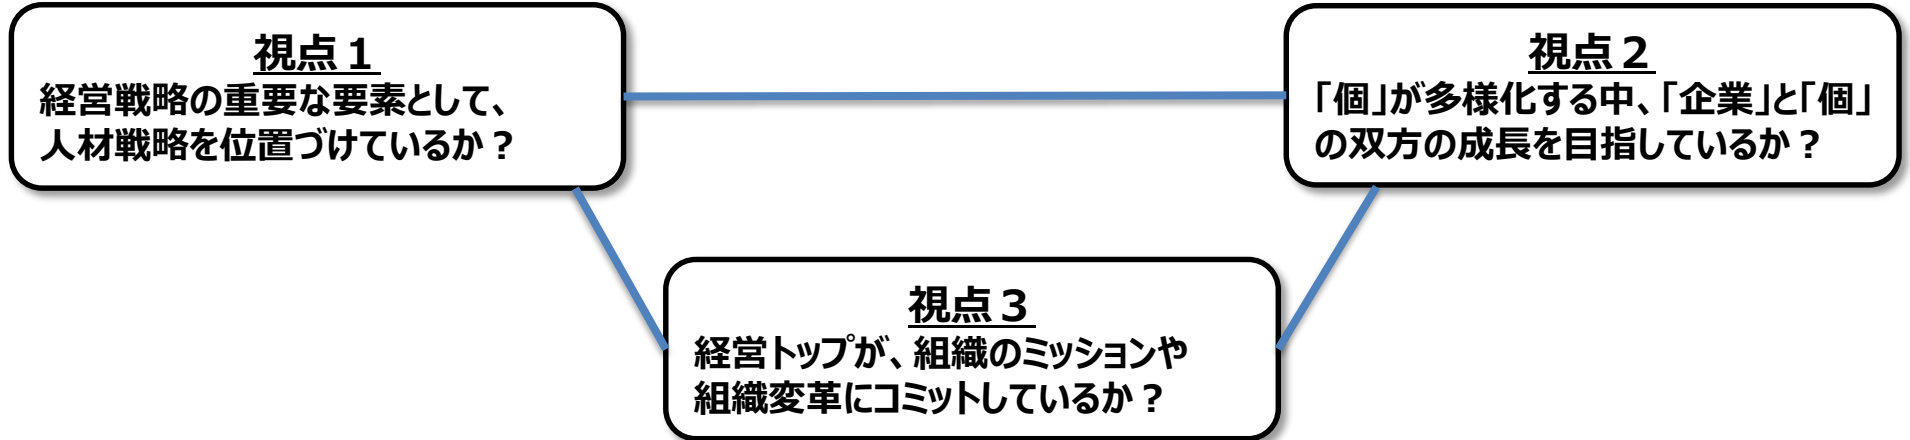 視点１
経営戦略の重要な要素として、
人材戦略を位置づけているか？
視点２
「個」が多様化する中、「企業」と「個」
の双方の成長を目指しているか？
視点３
経営トップが、組織のミッションや
組織変革にコミットしているか？